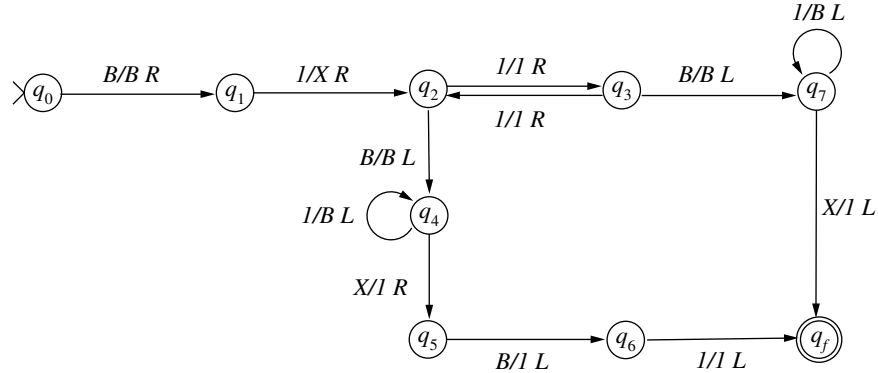 1/B L
B/B R
1/X R
1/1 R
B/B L
q0
q1
q2
q3
q7
1/1 R
B/B L
1/B L
q4
X/1 L
X/1 R
q5
q6
qf
B/1 L
1/1 L